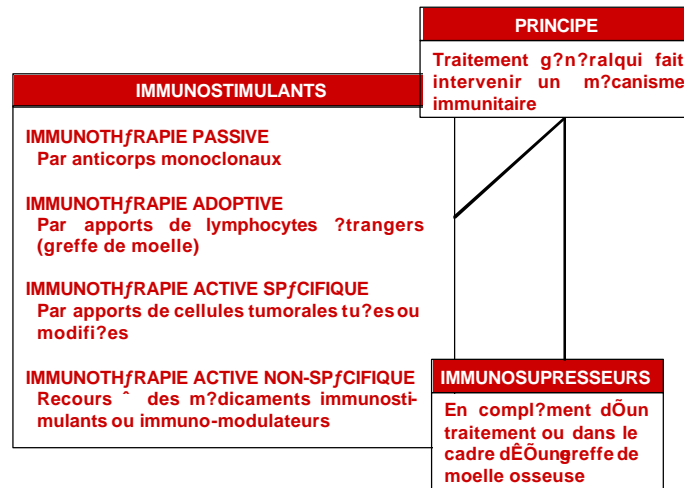 PRINCIPE
Traitement g?n?ralqui fait
intervenir un m?canisme
immunitaire
IMMUNOSTIMULANTS
IMMUNOTHƒRAPIE PASSIVE
Par anticorps monoclonaux
IMMUNOTHƒRAPIE ADOPTIVE
Par apports de lymphocytes ?trangers
(greffe de moelle)
IMMUNOTHƒRAPIE ACTIVE SPƒCIFIQUE
Par apports de cellules tumorales tu?es ou
modifi?es
IMMUNOTHƒRAPIE ACTIVE NON-SPƒCIFIQUE
Recours ˆ des m?dicaments immunosti-
mulants ou immuno-modulateurs
IMMUNOSUPRESSEURS
En compl?ment dÕun
traitement ou dans le
cadre dÊÕungreffe de
moelle osseuse